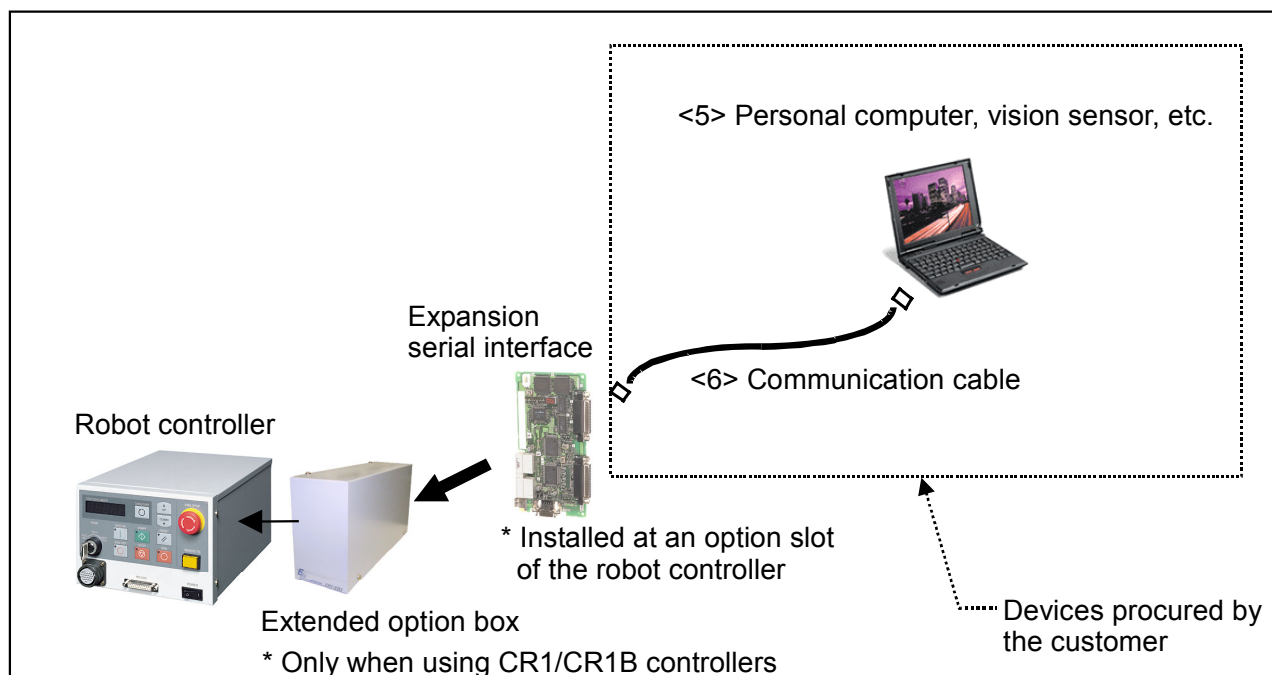 <5> Personal computer, vision sensor, etc.
Expansion
serial interface
<6> Communication cable
Robot controller
* Installed at an option slot
of the robot controller
Extended option box
* Only when using CR1/CR1B controllers
Devices procured by
the customer